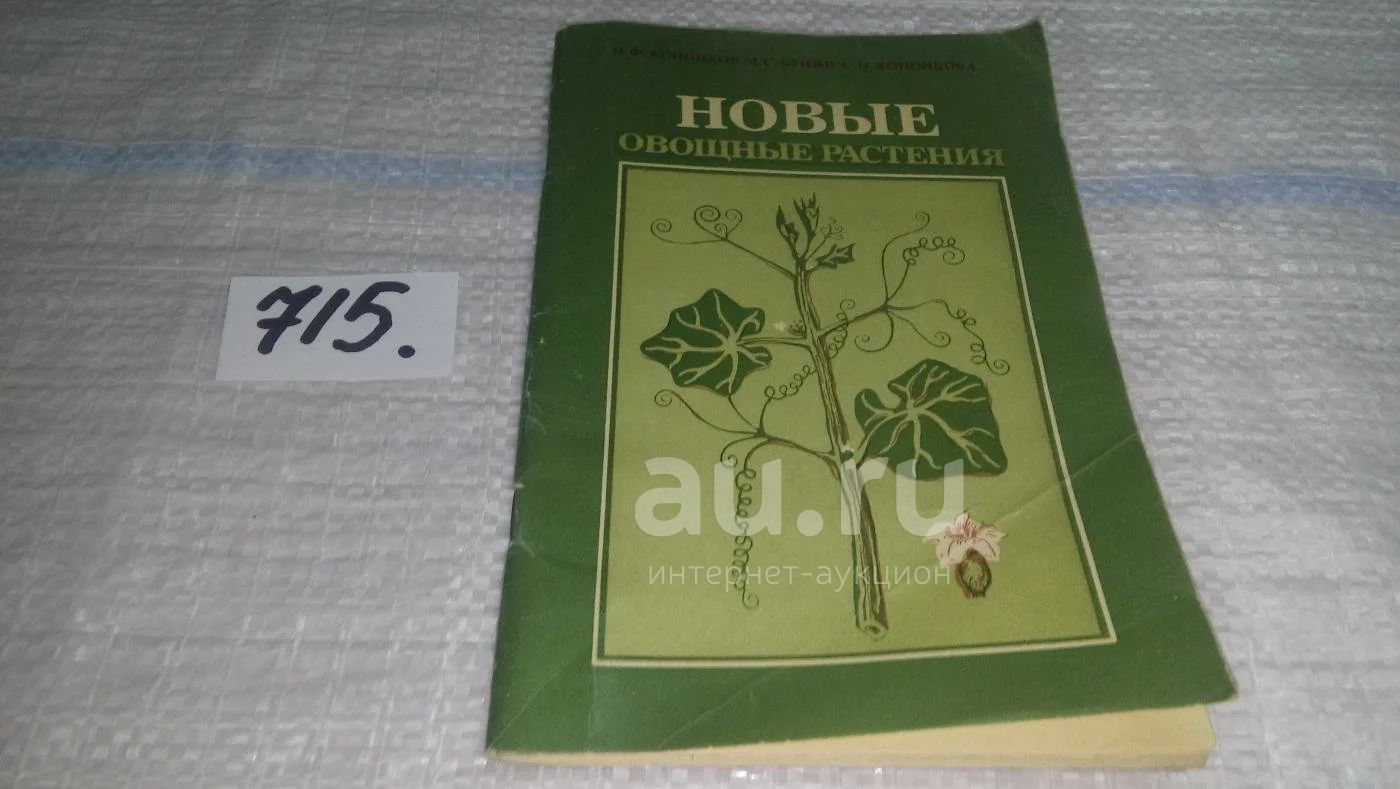 НОВЫЕ
ОВОЩНЫЕ РАСТЕНИЯ
715.
au.ru
интернет-аукцион